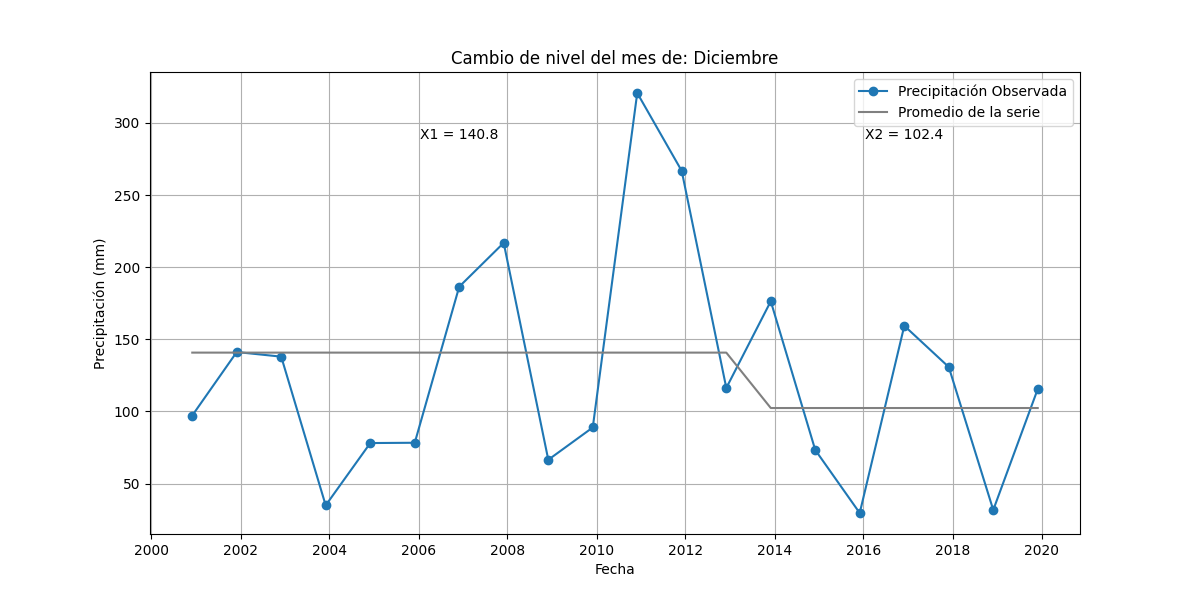 Cambio de nivel del mes de: Diciembre
Precipitación Observada
Promedio de la serie
X1 = 140.8
X2 = 102.4
Precipitación (mm)
300
250
200
150
100
50
2000 2002 2004 2006 2008 2010 2012 2014 2016 2018 2020
Fecha